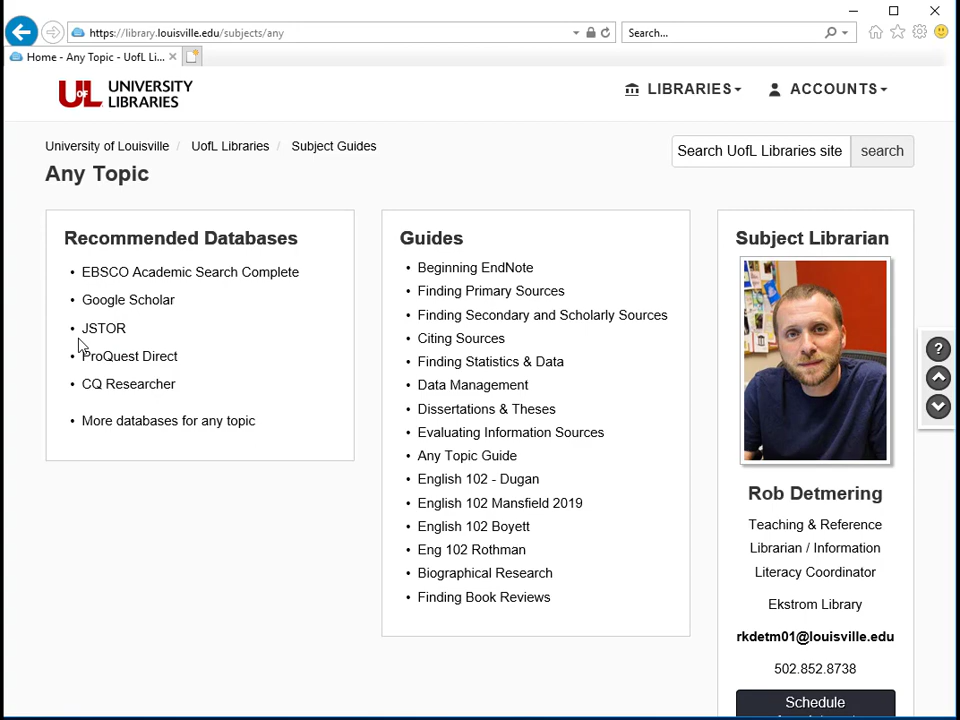 https://library.louisville.edu/subjects/any
Search...
Home - Any Topic - UofL Li...
UofL UNIVERSITY LIBRARIES
LIBRARIES
ACCOUNTS
University of Louisville / UofL Libraries / Subject Guides
Search UofL Libraries site
search
Any Topic
Recommended Databases
• EBSCO Academic Search Complete
• Google Scholar
• JSTOR
• ProQuest Direct
• CQ Researcher
• More databases for any topic
Guides
• Beginning EndNote
• Finding Primary Sources
• Finding Secondary and Scholarly Sources
• Citing Sources
• Finding Statistics & Data
• Data Management
• Dissertations & Theses
• Evaluating Information Sources
• Any Topic Guide
• English 102 - Dugan
• English 102 Mansfield 2019
• English 102 Boyett
• Eng 102 Rothman
• Biographical Research
• Finding Book Reviews
Subject Librarian
Rob Detmering
Teaching & Reference
Librarian / Information
Literacy Coordinator
Ekstrom Library
rkdetm01@louisville.edu
502.852.8738
Schedule
?